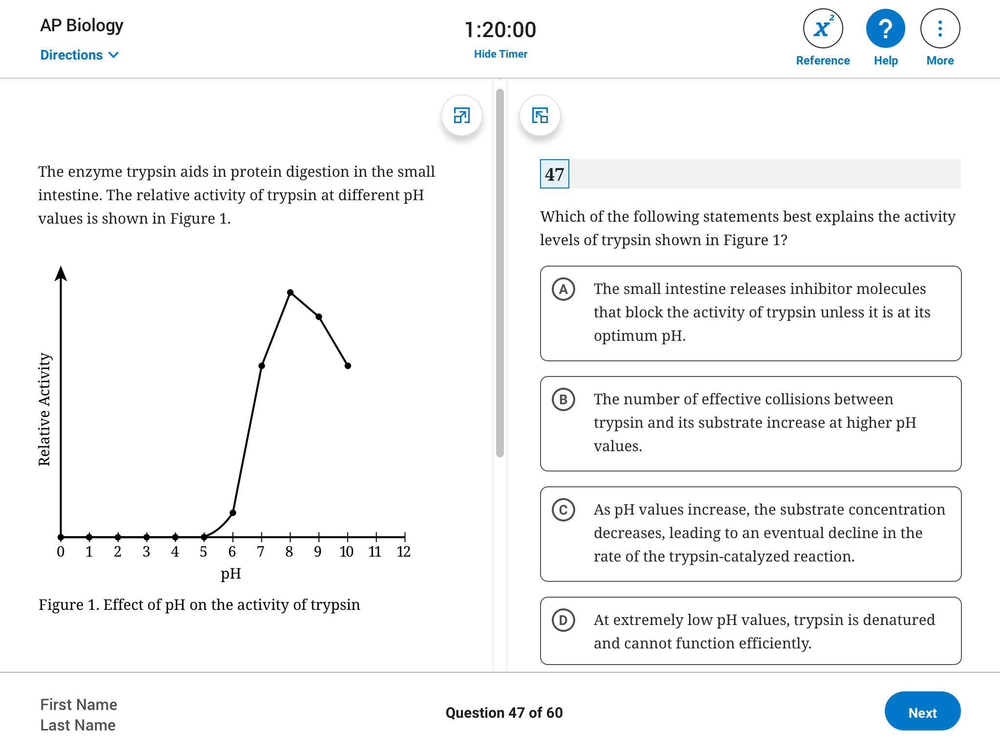 AP Biology
Directions
1:20:00
Hide Timer
x²
?
Reference
Help
More
The enzyme trypsin aids in protein digestion in the small
intestine. The relative activity of trypsin at different pH
values is shown in Figure 1.
Relative Activity
0 1 2 3 4 5 6 7 8 9 10 11 12
pH
Figure 1. Effect of pH on the activity of trypsin
47
Which of the following statements best explains the activity
levels of trypsin shown in Figure 1?
A
The small intestine releases inhibitor molecules
that block the activity of trypsin unless it is at its
optimum pH.
B
The number of effective collisions between
trypsin and its substrate increase at higher pH
values.
C
As pH values increase, the substrate concentration
decreases, leading to an eventual decline in the
rate of the trypsin-catalyzed reaction.
D
At extremely low pH values, trypsin is denatured
and cannot function efficiently.
First Name
Last Name
Question 47 of 60
Next